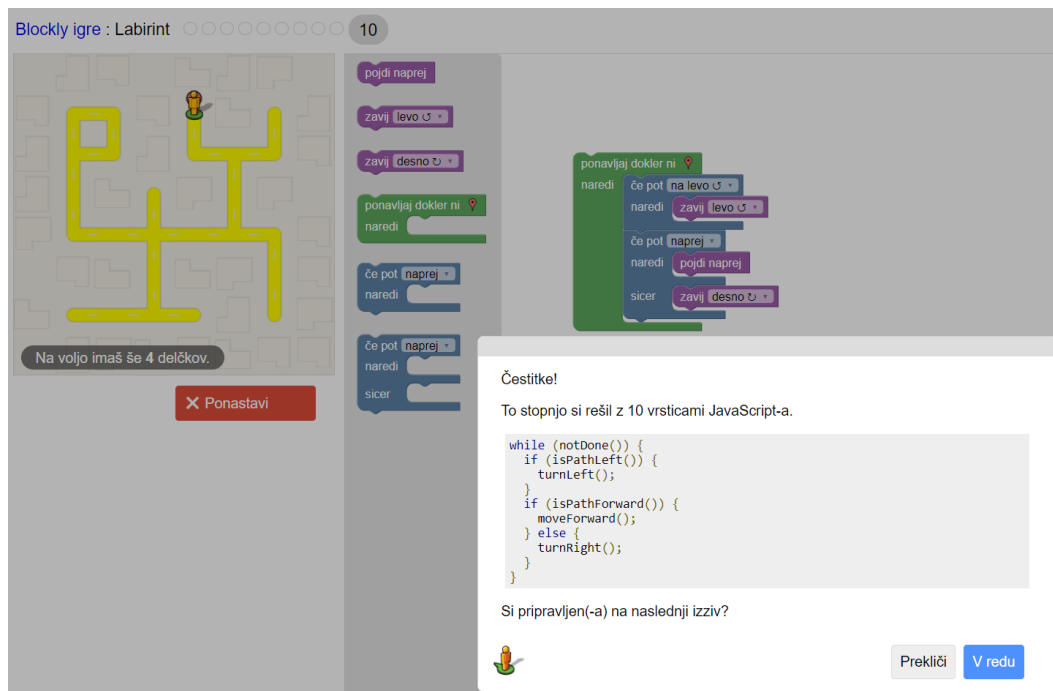 Blockly igre : Labirint 10
pojdi naprej
zavij levo ↺ ▾
zavij desno ↻ ▾
ponavljaj dokler ni
naredi
če pot naprej ▾
naredi
če pot naprej ▾
naredi
sicer
ponavljaj dokler ni
naredi
če pot na levo ↺ ▾
naredi zavij levo ↺ ▾
če pot naprej ▾
naredi pojdi naprej
sicer zavij desno ↻ ▾
Na voljo imaš še 4 delčkov.
Ponastavi
Čestitke!
To stopnjo si rešil z 10 vrsticami JavaScript-a.
while (notDone()) {
  if (isPathLeft()) {
    turnLeft();
  }
  if (isPathForward()) {
    moveForward();
  } else {
    turnRight();
  }
}
Si pripravljen(-a) na naslednji izziv?
Prekliči
V redu